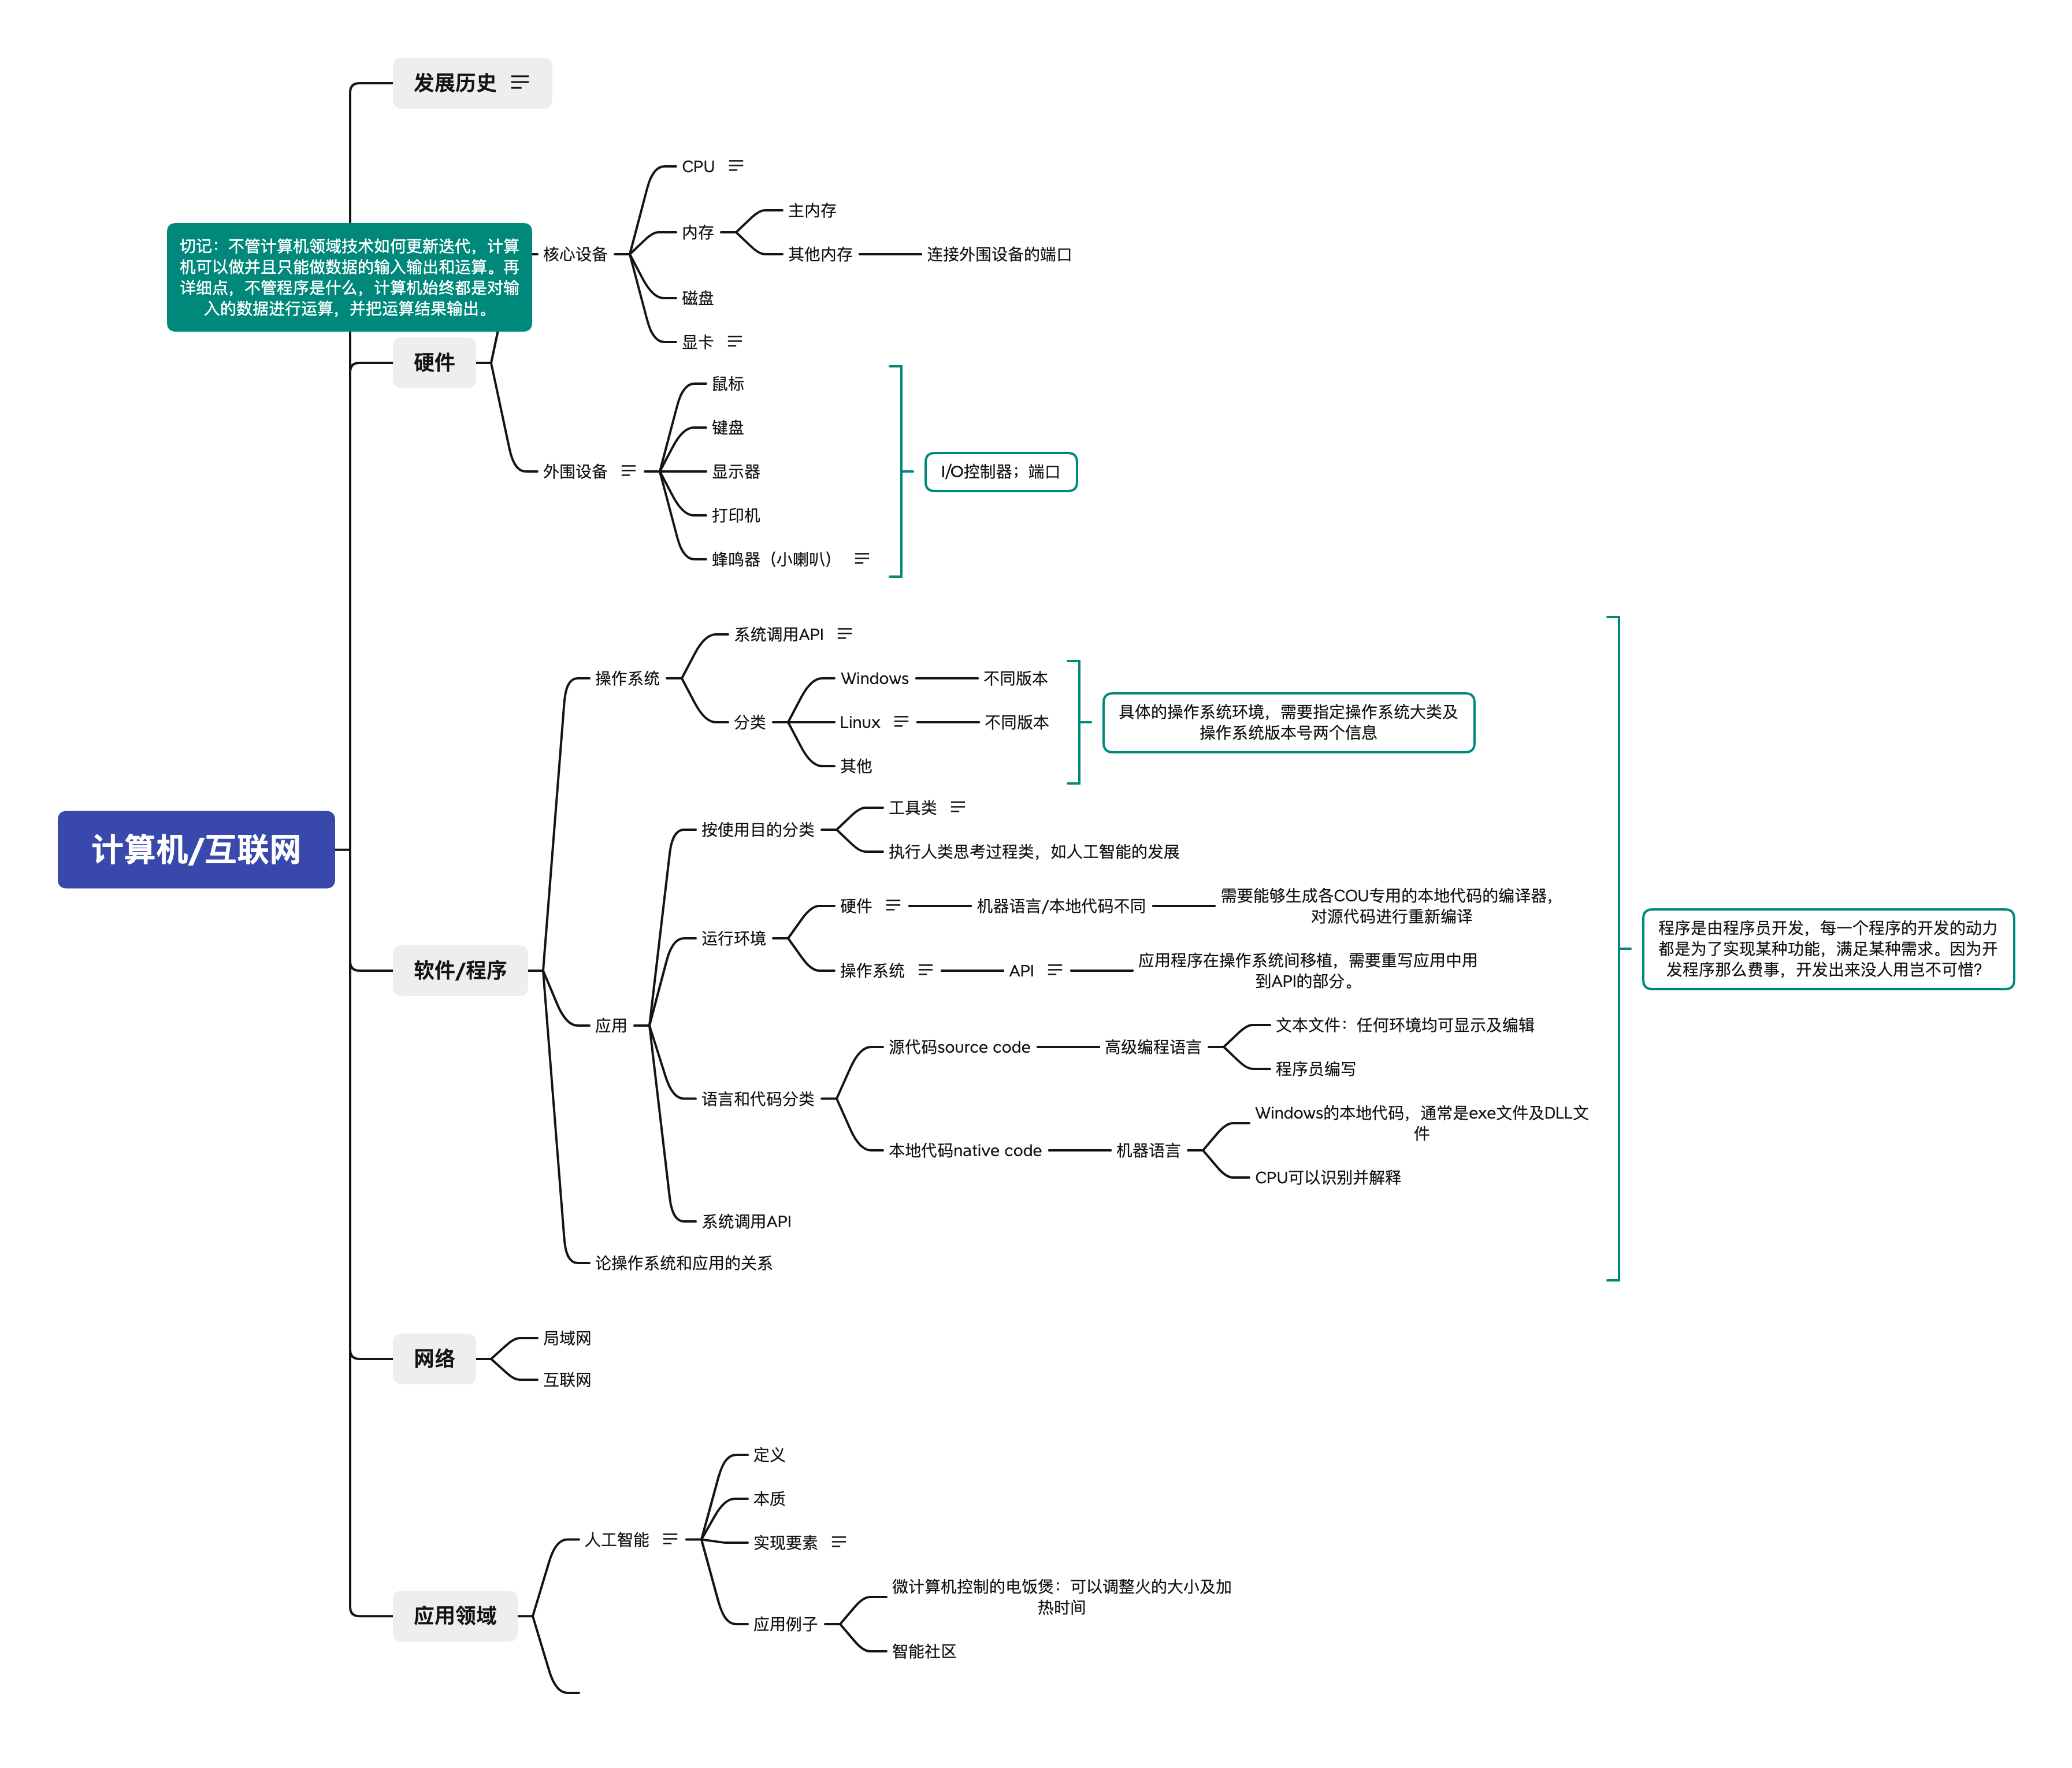 发展历史
切记：不管计算机领域技术如何更新迭代，计算
机可以做并且只能做数据的输入输出和运算。再
详细点，不管程序是什么，计算机始终都是对输
入的数据进行运算，并把运算结果输出。
硬件
核心设备
CPU
内存
主内存
其他内存
连接外围设备的端口
磁盘
显卡
外围设备
鼠标
键盘
显示器
打印机
蜂鸣器（小喇叭）
I/O控制器；端口
计算机/互联网
软件/程序
操作系统
系统调用API
分类
Windows
不同版本
Linux
不同版本
其他
具体的操作系统环境，需要指定操作系统大类及
操作系统版本号两个信息
应用
按使用目的分类
工具类
执行人类思考过程类，如人工智能的发展
运行环境
硬件
机器语言/本地代码不同
需要能够生成各COU专用的本地代码的编译器，
对源代码进行重新编译
操作系统
API
应用程序在操作系统间移植，需要重写应用中用
到API的部分。
语言和代码分类
源代码source code
高级编程语言
文本文件：任何环境均可显示及编辑
程序员编写
本地代码native code
机器语言
Windows的本地代码，通常是exe文件及DLL文
件
CPU可以识别并解释
系统调用API
论操作系统和应用的关系
程序是由程序员开发，每一个程序的开发的动力
都是为了实现某种功能，满足某种需求。因为开
发程序那么费事，开发出来没人用岂不可惜？
网络
局域网
互联网
应用领域
人工智能
定义
本质
实现要素
应用例子
微计算机控制的电饭煲：可以调整火的大小及加
热时间
智能社区